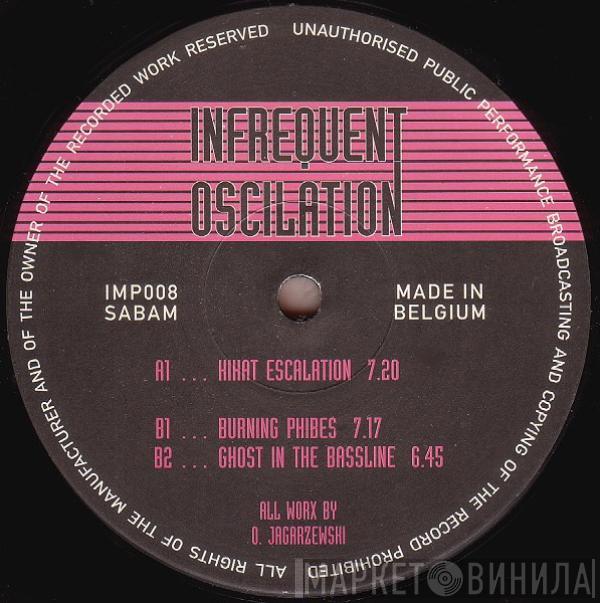 ALL RIGHTS OF THE MANUFACTURER AND OF THE OWNER OF THE RECORDED WORK RESERVED
UNAUTHORISED PUBLIC PERFORMANCE BROADCASTING AND COPYING OF THE RECORD PROHIBITED
INFREQUENT
OSCILATION
IMP008
SABAM
MADE IN
BELGIUM
A1 ... HIHAT ESCALATION 7.20
B1 ... BURNING PHIBES 7.17
B2 ... GHOST IN THE BASSLINE 6.45
ALL WORX BY
O. JAGARZEWSKI
МАРКЕТ ВИНИЛА